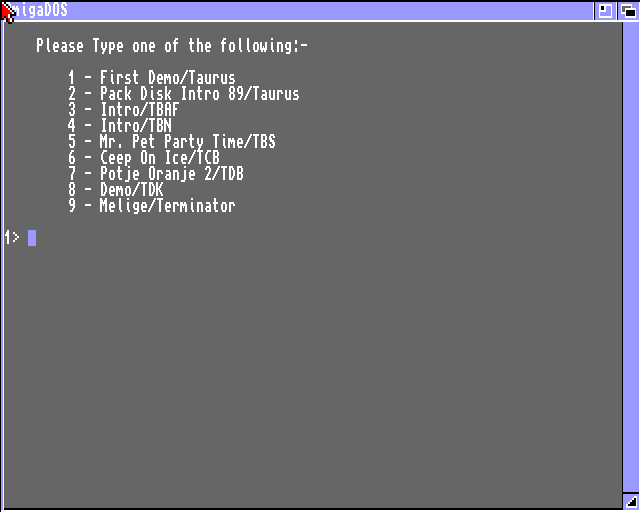 AmigaDOS
Please Type one of the following:-
1 - First Demo/Taurus
2 - Pack Disk Intro 89/Taurus
3 - Intro/TBAF
4 - Intro/TBN
5 - Mr. Pet Party Time/TBS
6 - Ceep On Ice/TCB
7 - Potje Oranje 2/TDB
8 - Demo/TDK
9 - Melige/Terminator
1>